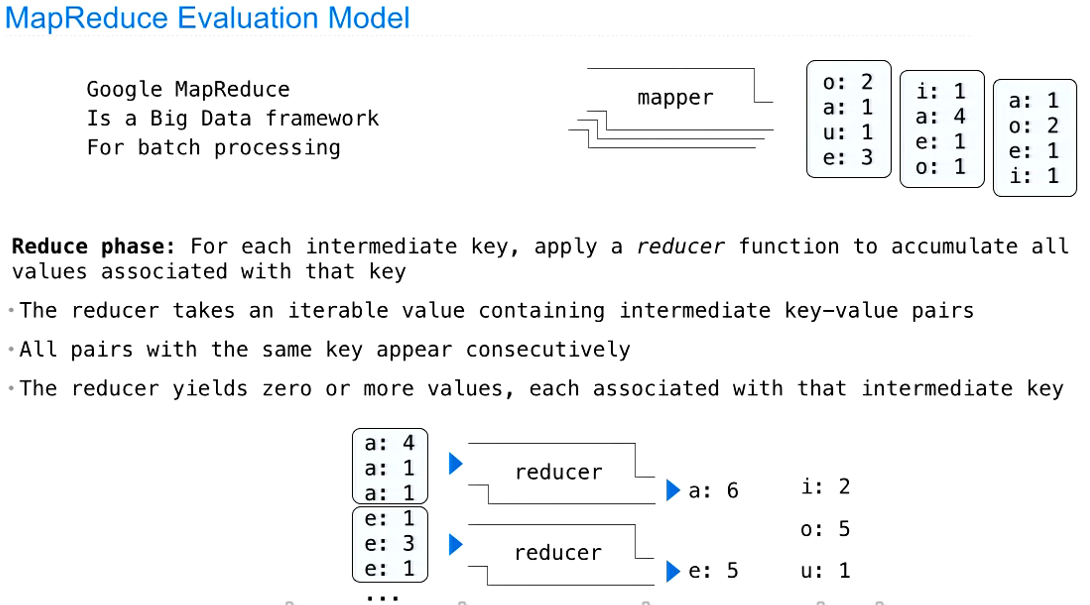 MapReduce Evaluation Model
Google MapReduce
Is a Big Data framework
For batch processing
mapper
o: 2
a: 1
u: 1
e: 3
i: 1
a: 4
e: 1
o: 1
a: 1
o: 2
e: 1
i: 1
Reduce phase: For each intermediate key, apply a reducer function to accumulate all
values associated with that key
•The reducer takes an iterable value containing intermediate key-value pairs
•All pairs with the same key appear consecutively
•The reducer yields zero or more values, each associated with that intermediate key
a: 4
a: 1
a: 1
e: 1
e: 3
e: 1
...
reducer
a: 6
reducer
e: 5
i: 2
o: 5
u: 1